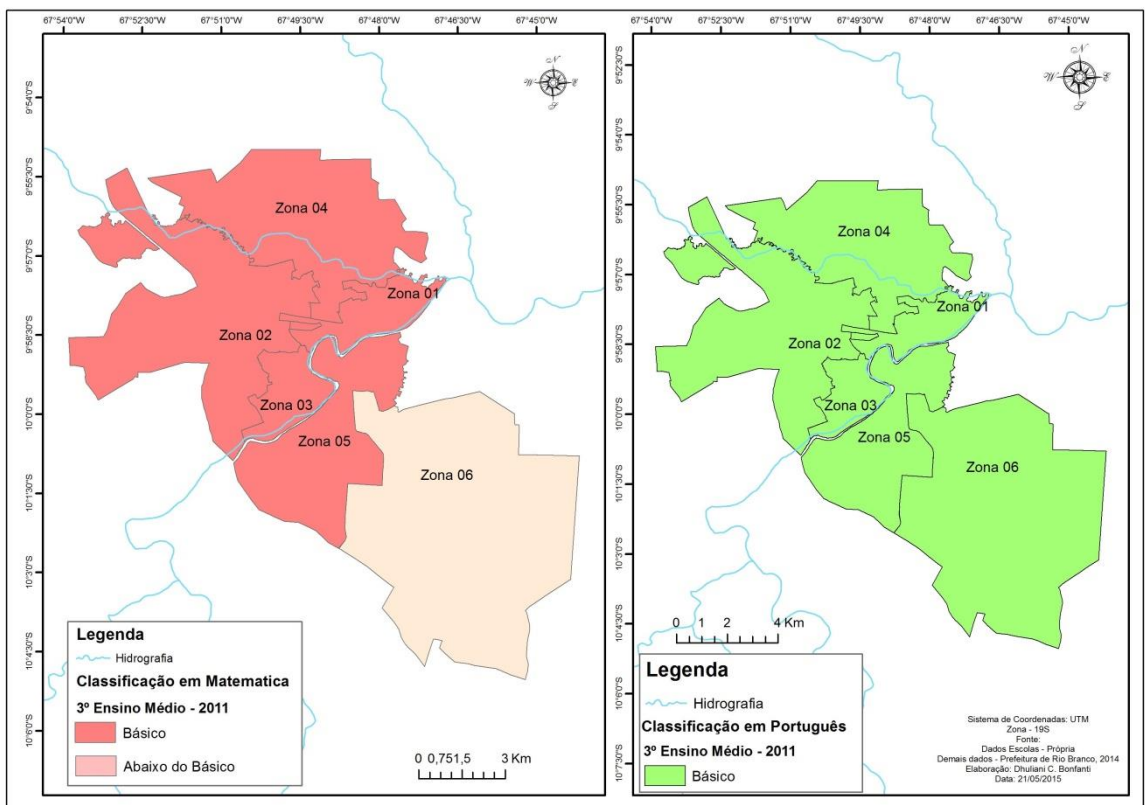 67°54'0"W 67°52'30"W 67°51'0"W 67°49'30"W 67°48'0"W 67°46'30"W 67°45'0"W
9°54'0"S
9°55'30"S
9°57'0"S
9°58'30"S
10°0'0"S
10°1'30"S
10°3'0"S
10°4'30"S
10°6'0"S
N
W E
S
Zona 04
Zona 01
Zona 02
Zona 03
Zona 05
Zona 06
Legenda
Hidrografia
Classificação em Matematica
3º Ensino Médio - 2011
Básico
Abaixo do Básico
0 0,751,5 3 Km
67°54'0"W 67°52'30"W 67°51'0"W 67°49'30"W 67°48'0"W 67°46'30"W 67°45'0"W
9°52'30"S
9°54'0"S
9°55'30"S
9°57'0"S
9°58'30"S
10°0'0"S
10°1'30"S
10°3'0"S
10°4'30"S
10°6'0"S
10°7'30"S
N
W E
S
Zona 04
Zona 01
Zona 02
Zona 03
Zona 05
Zona 06
0 1 2 4 Km
Legenda
Hidrografia
Classificação em Português
3º Ensino Médio - 2011
Básico
Sistema de Coordenadas: UTM
Zona - 19S
Fonte:
Dados Escolas - Própria
Demais dados - Prefeitura de Rio Branco, 2014
Elaboração: Dhuliani C. Bonfanti
Data: 21/05/2015